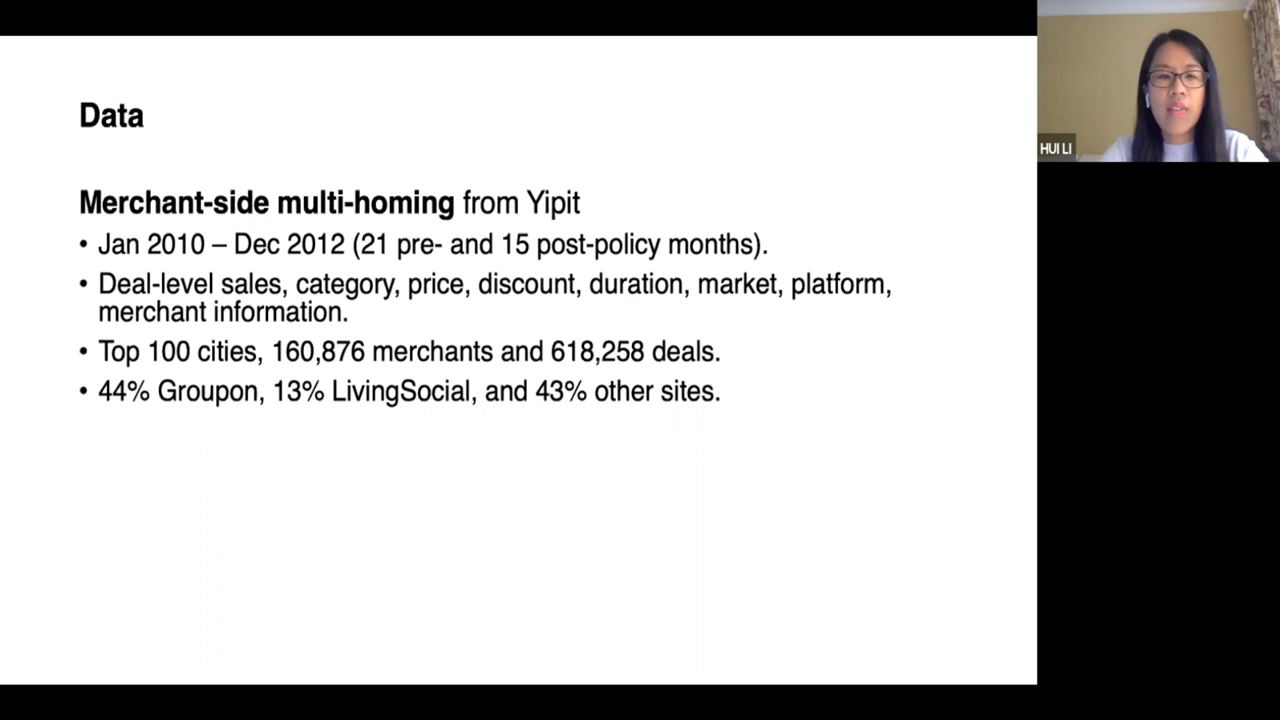 Data
Merchant-side multi-homing from Yipit
• Jan 2010 – Dec 2012 (21 pre- and 15 post-policy months).
• Deal-level sales, category, price, discount, duration, market, platform,
merchant information.
• Top 100 cities, 160,876 merchants and 618,258 deals.
• 44% Groupon, 13% LivingSocial, and 43% other sites.
HUI LI